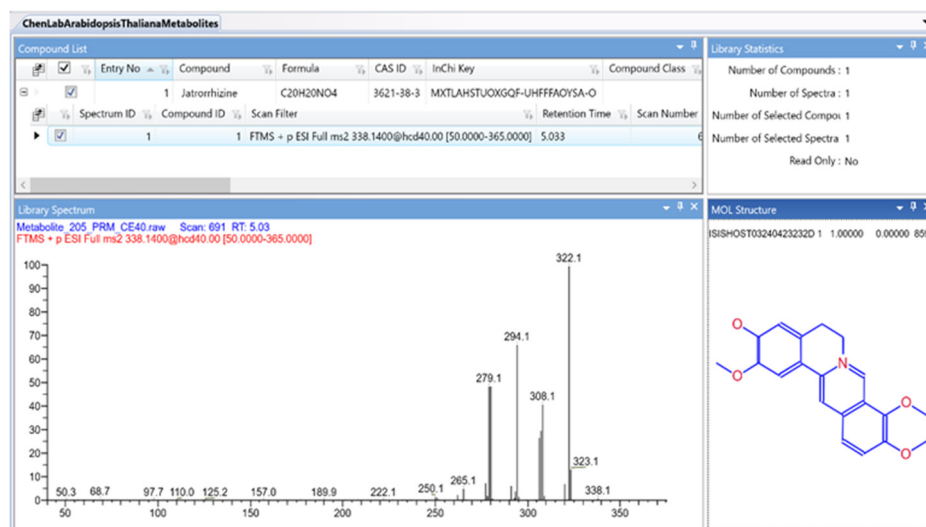 ChenLabArabidopsisThalianaMetabolites
Compound List
Entry No Compound Formula CAS ID InChi Key Compound Class
1 Jatrorrhizine C20H20NO4 3621-38-3 MXTLAHSTUOXGQF-UHFFFAOYSA-O
Spectrum ID Compound ID Scan Filter Retention Time Scan Number
1 1 FTMS + p ESI Full ms2 338.1400@hcd40.00 [50.0000-365.0000] 5.033 6
Library Statistics
Number of Compounds : 1
Number of Spectra : 1
Number of Selected Compou 1
Number of Selected Spectra 1
Read Only : No
Library Spectrum
Metabolite_205_PRM_CE40.raw Scan: 691 RT: 5.03
FTMS + p ESI Full ms2 338.1400@hcd40.00 [50.0000-365.0000]
100
90
80
70
60
50
40
30
20
10
0
322.1
294.1
279.1
308.1
323.1
265.1
250.1
338.1
50.3 68.7 97.7 110.0 125.2 157.0 189.9 222.1
50 100 150 200 250 300 350
MOL Structure
ISISHOST03240423232D 1 1.00000 0.00000 859
O
O
N
O
O